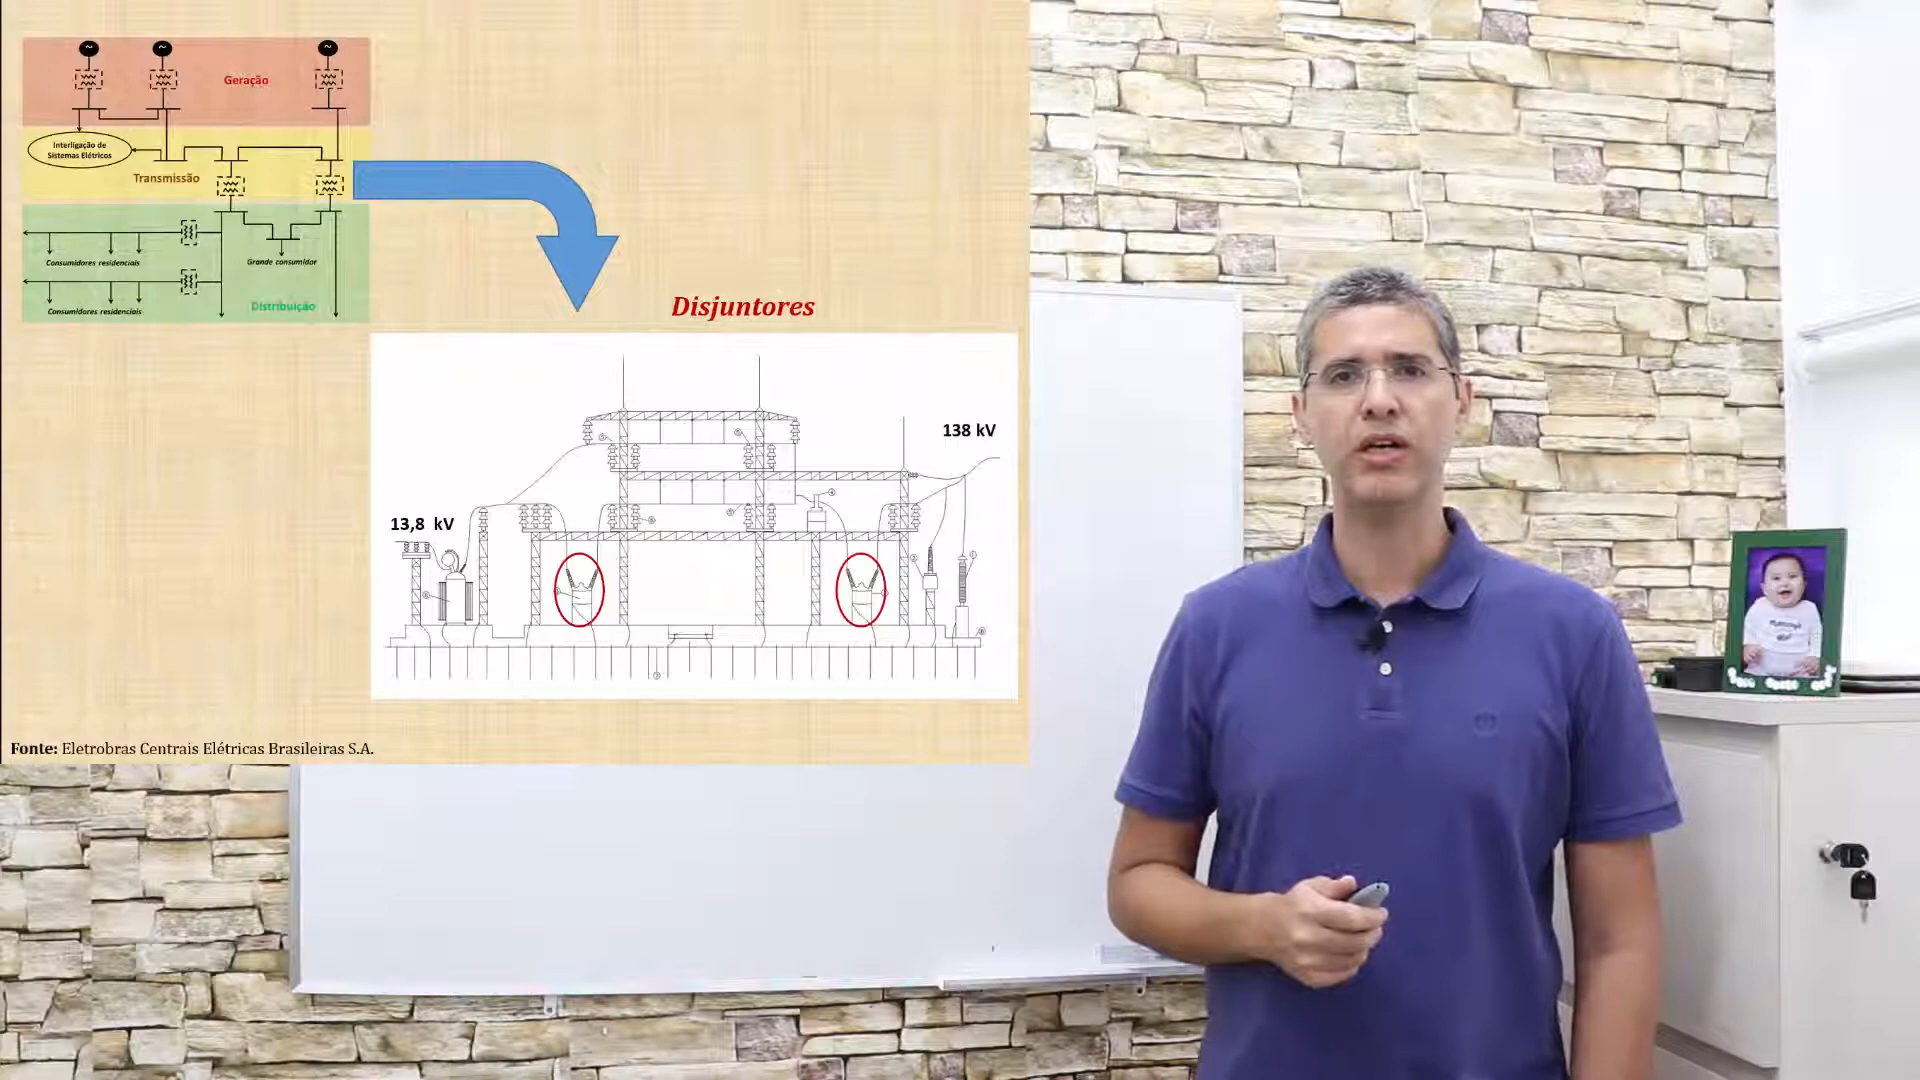 ~
~
~
Geração
Interligação de
Sistemas Elétricos
Transmissão
Consumidores residenciais
Grande consumidor
Consumidores residenciais
Distribuição
Disjuntores
138 kV
13,8 kV
Fonte: Eletrobras Centrais Elétricas Brasileiras S.A.